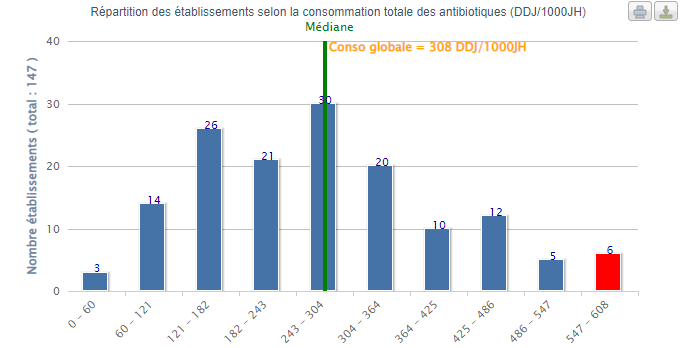 Répartition des établissements selon la consommation totale des antibiotiques (DDJ/1000JH)
Médiane
Conso globale = 308 DDJ/1000JH
Nombre établissements ( total : 147 )
40
30
20
10
0
3
14
26
21
30
20
10
12
5
6
0 - 60
60 - 121
121 - 182
182 - 243
243 - 304
304 - 364
364 - 425
425 - 486
486 - 547
547 - 608